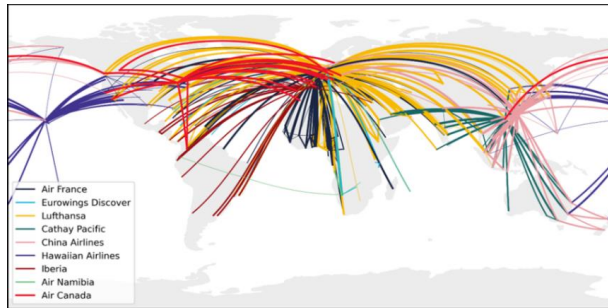 Air France
Eurowings Discover
Lufthansa
Cathay Pacific
China Airlines
Hawaiian Airlines
Iberia
Air Namibia
Air Canada